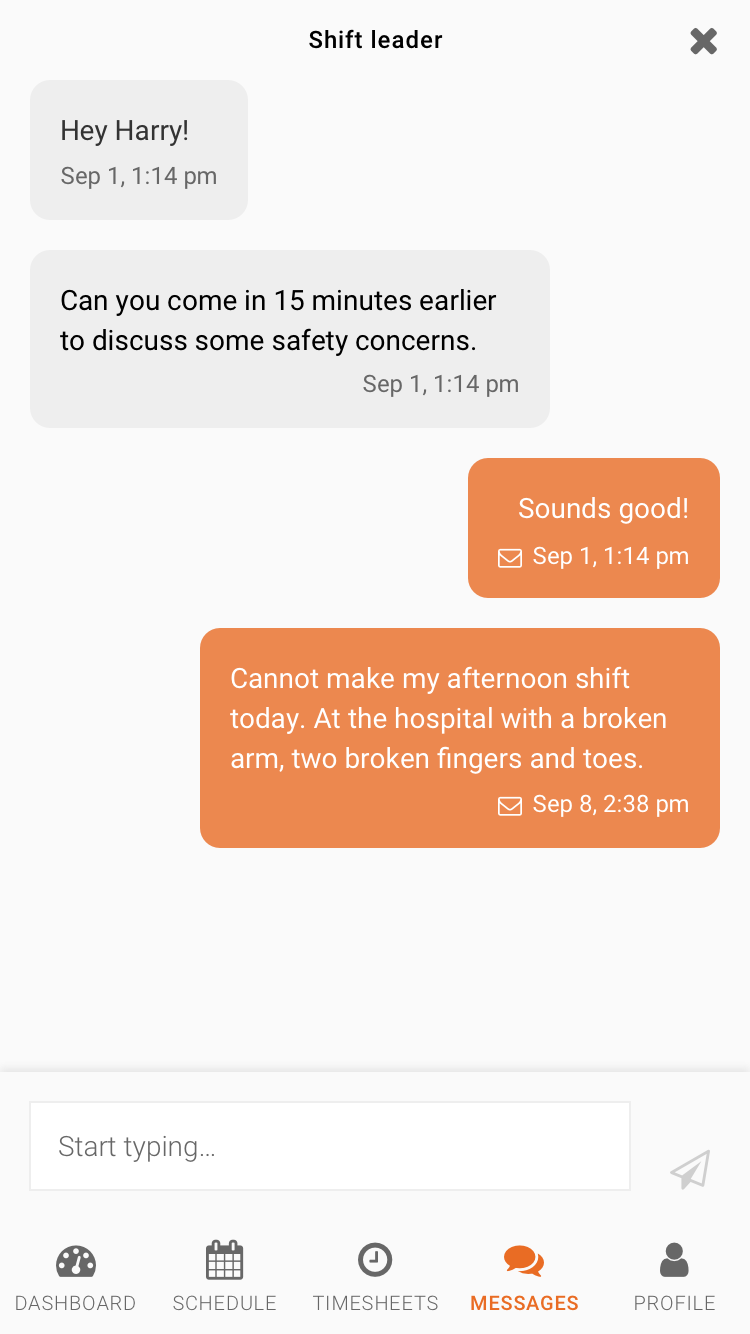 Shift leader
Hey Harry!
Sep 1, 1:14 pm
Can you come in 15 minutes earlier
to discuss some safety concerns.
Sep 1, 1:14 pm
Sounds good!
Sep 1, 1:14 pm
Cannot make my afternoon shift
today. At the hospital with a broken
arm, two broken fingers and toes.
Sep 8, 2:38 pm
Start typing...
DASHBOARD
SCHEDULE
TIMESHEETS
MESSAGES
PROFILE